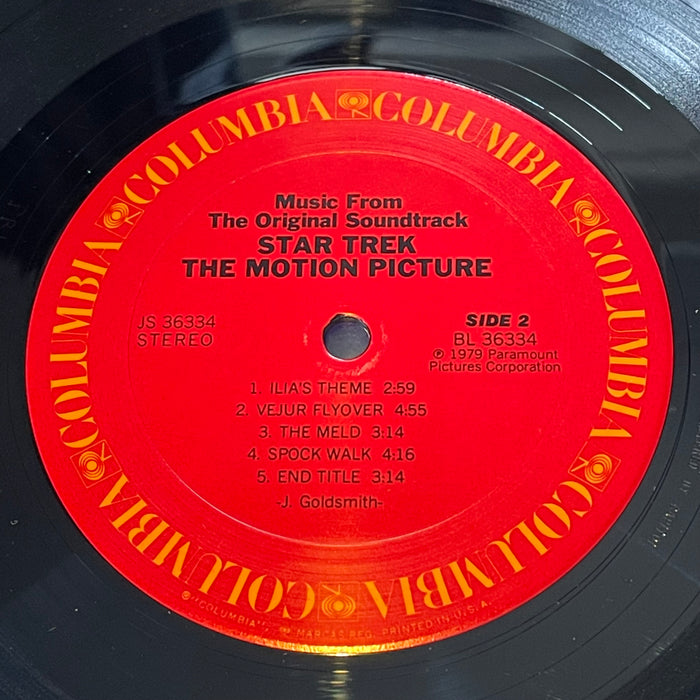 COLUMBIA COLUMBIA COLUMBIA COLUMBIA COLUMBIA COLUMBIA
Music From
The Original Soundtrack
STAR TREK
THE MOTION PICTURE
JS 36334
STEREO
SIDE 2
BL 36334
℗ 1979 Paramount
Pictures Corporation
1. ILIA'S THEME 2:59
2. VEJUR FLYOVER 4:55
3. THE MELD 3:14
4. SPOCK WALK 4:16
5. END TITLE 3:14
-J. Goldsmith-
® "COLUMBIA" MARCAS REG. PRINTED IN U.S.A.